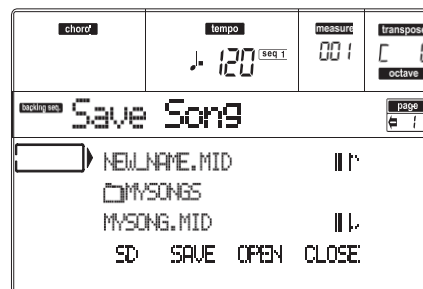 chord tempo measure transpose
120 seq 1 001 C
octave
backing seq. Save Song page
1
NEW_NAME.MID
MYSONGS
MYSONG.MID
SD SAVE OPEN CLOSE